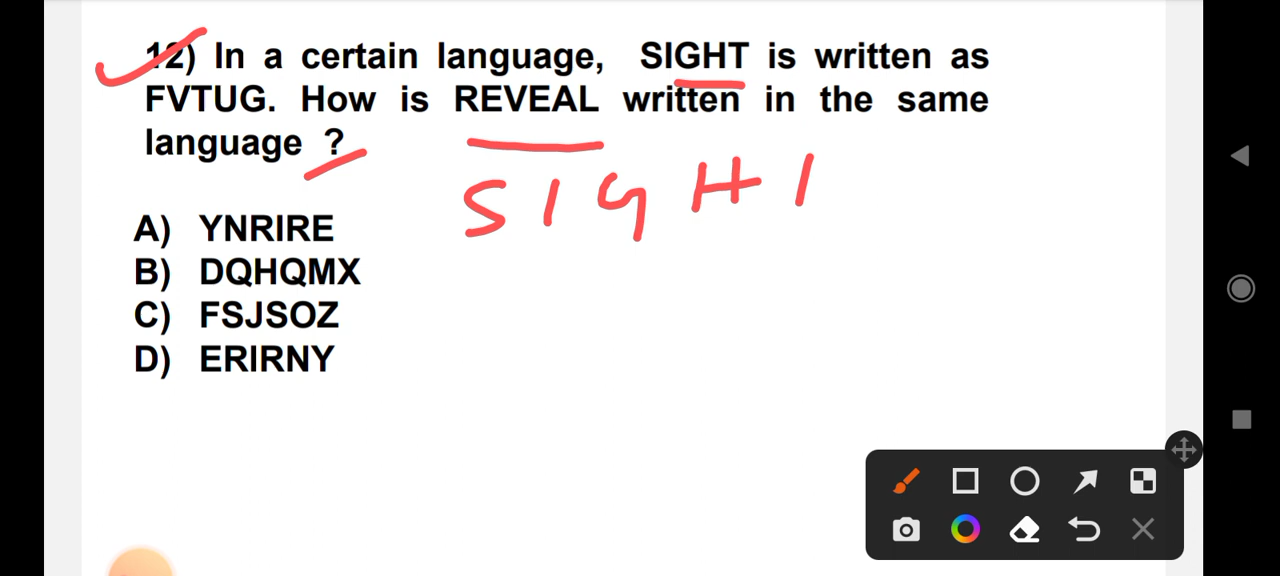 12) In a certain language, SIGHT is written as
FVTUG. How is REVEAL written in the same
language ?
SIGHI
A) YNRIRE
B) DQHQMX
C) FSJSOZ
D) ERIRNY